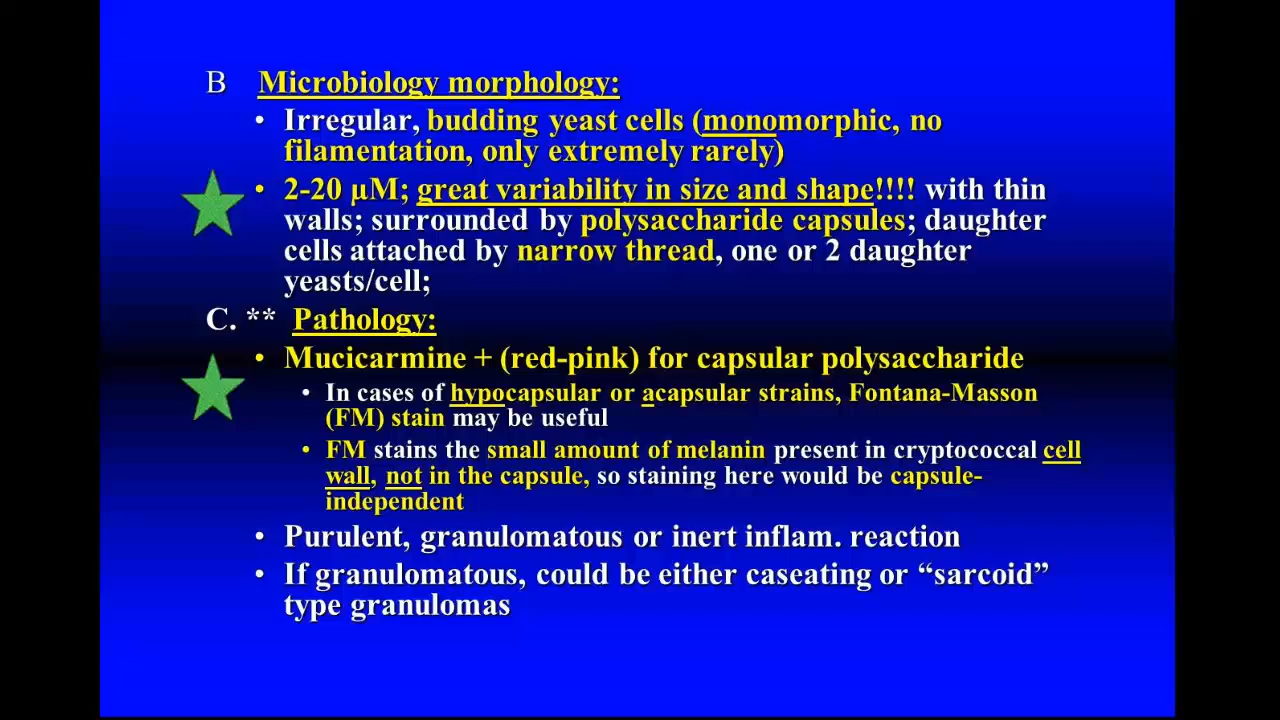 B Microbiology morphology:
• Irregular, budding yeast cells (monomorphic, no
filamentation, only extremely rarely)
• 2-20 µM; great variability in size and shape!!!! with thin
walls; surrounded by polysaccharide capsules; daughter
cells attached by narrow thread, one or 2 daughter
yeasts/cell;
C. ** Pathology:
• Mucicarmine + (red-pink) for capsular polysaccharide
• In cases of hypocapsular or acapsular strains, Fontana-Masson
(FM) stain may be useful
• FM stains the small amount of melanin present in cryptococcal cell
wall, not in the capsule, so staining here would be capsule-
independent
• Purulent, granulomatous or inert inflam. reaction
• If granulomatous, could be either caseating or “sarcoid”
type granulomas